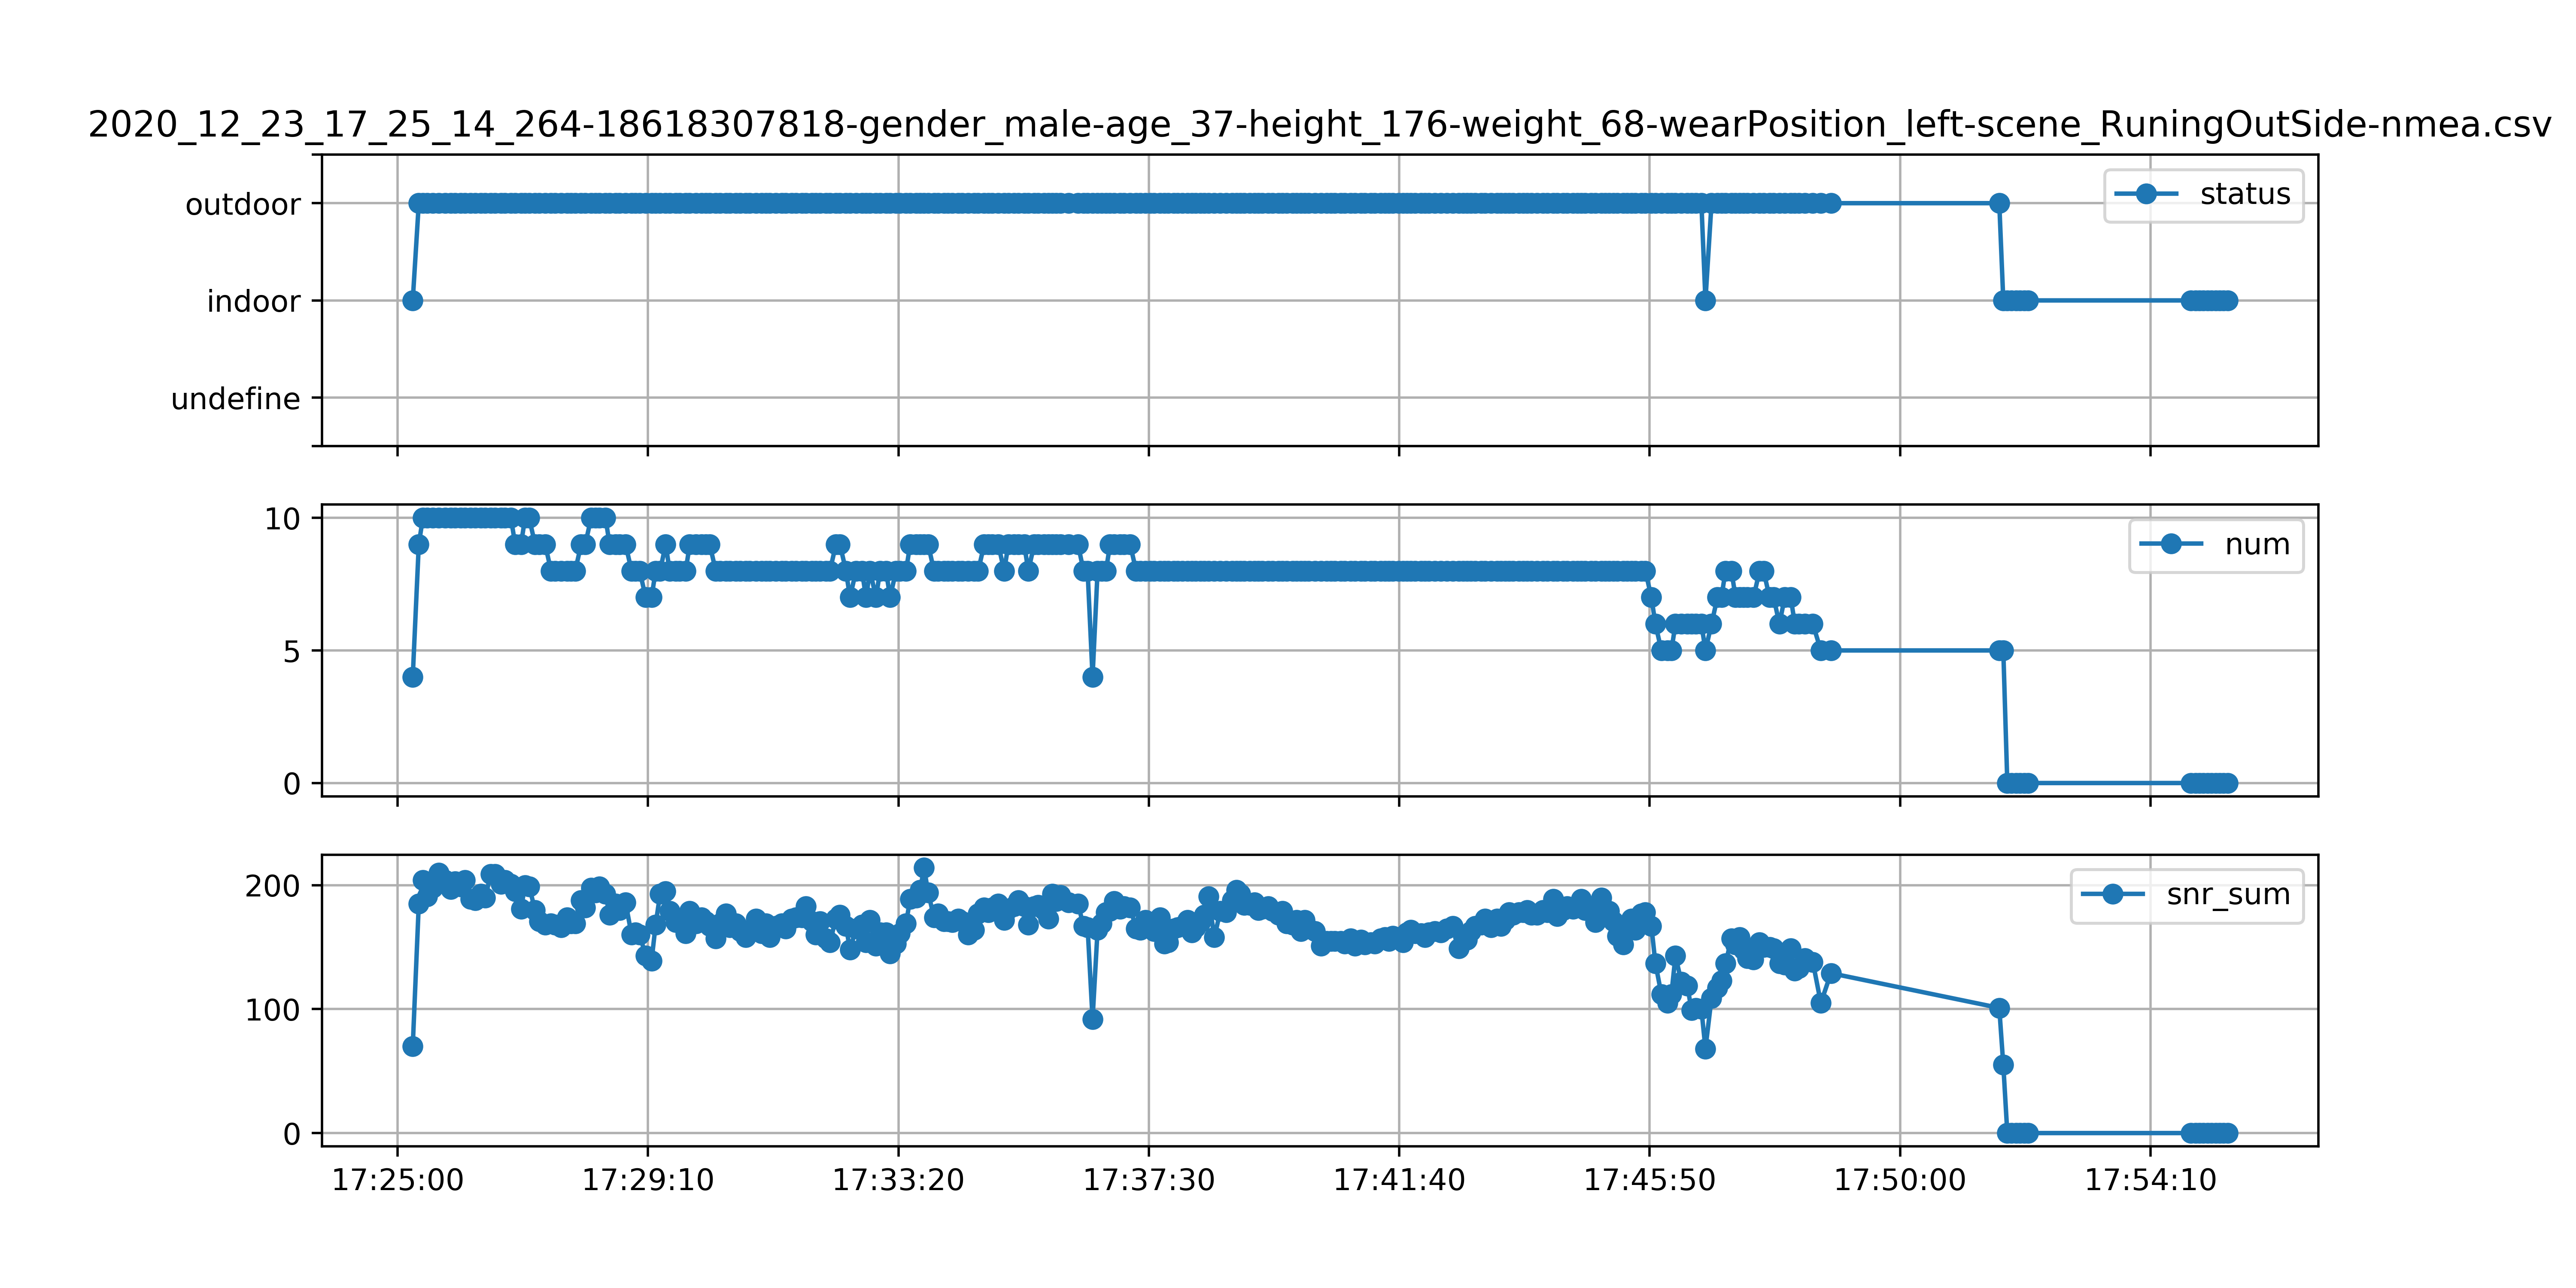 2020_12_23_17_25_14_264-18618307818-gender_male-age_37-height_176-weight_68-wearPosition_left-scene_RuningOutSide-nmea.csv
outdoor
indoor
undefine
status
10
5
0
num
200
100
0
snr_sum
17:25:00 17:29:10 17:33:20 17:37:30 17:41:40 17:45:50 17:50:00 17:54:10